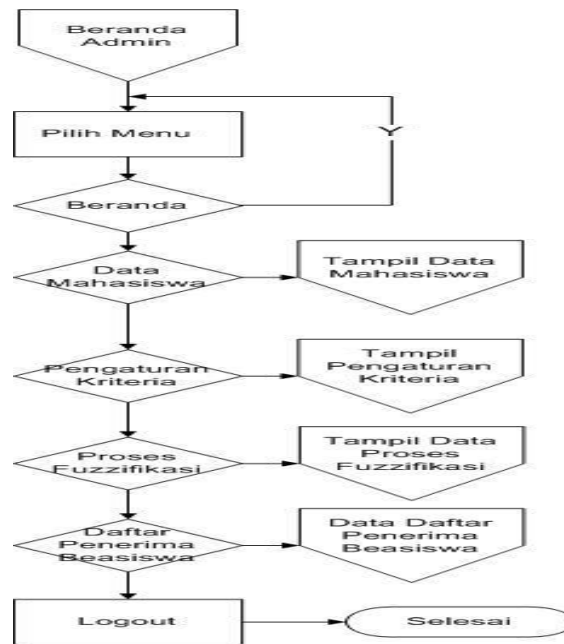 Beranda
Admin
Pilih Menu
Y
Beranda
Data
Mahasiswa
Tampil Data
Mahasiswa
Pengaturan
Kriteria
Tampil
Pengaturan
Kriteria
Proses
Fuzzifikasi
Tampil Data
Proses
Fuzzifikasi
Daftar
Penerima
Beasiswa
Data Daftar
Penerima
Beasiswa
Logout
Selesai